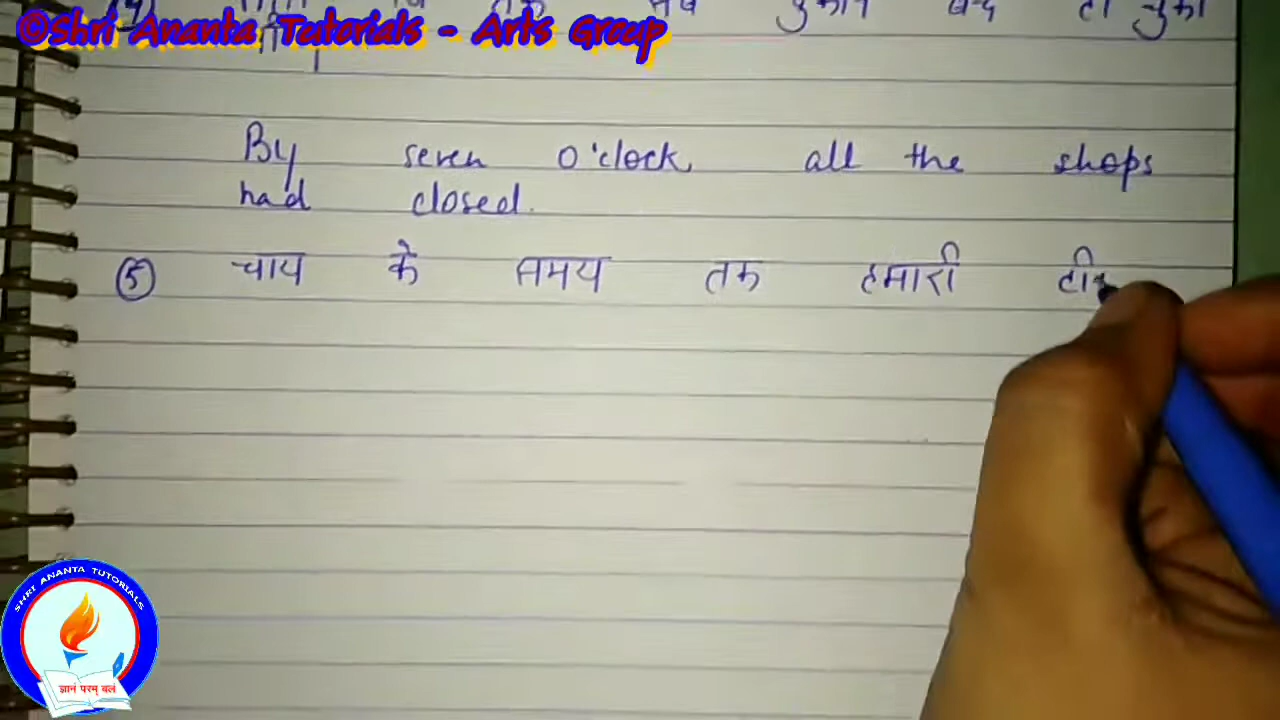 ©Shri Ananta Tutorials - Arts Group
By seven o'clock all the shops
had closed.
⑤ चाय के समय तक हमारी
SHRI ANANTA TUTORIALS
ज्ञानं परमं बलं